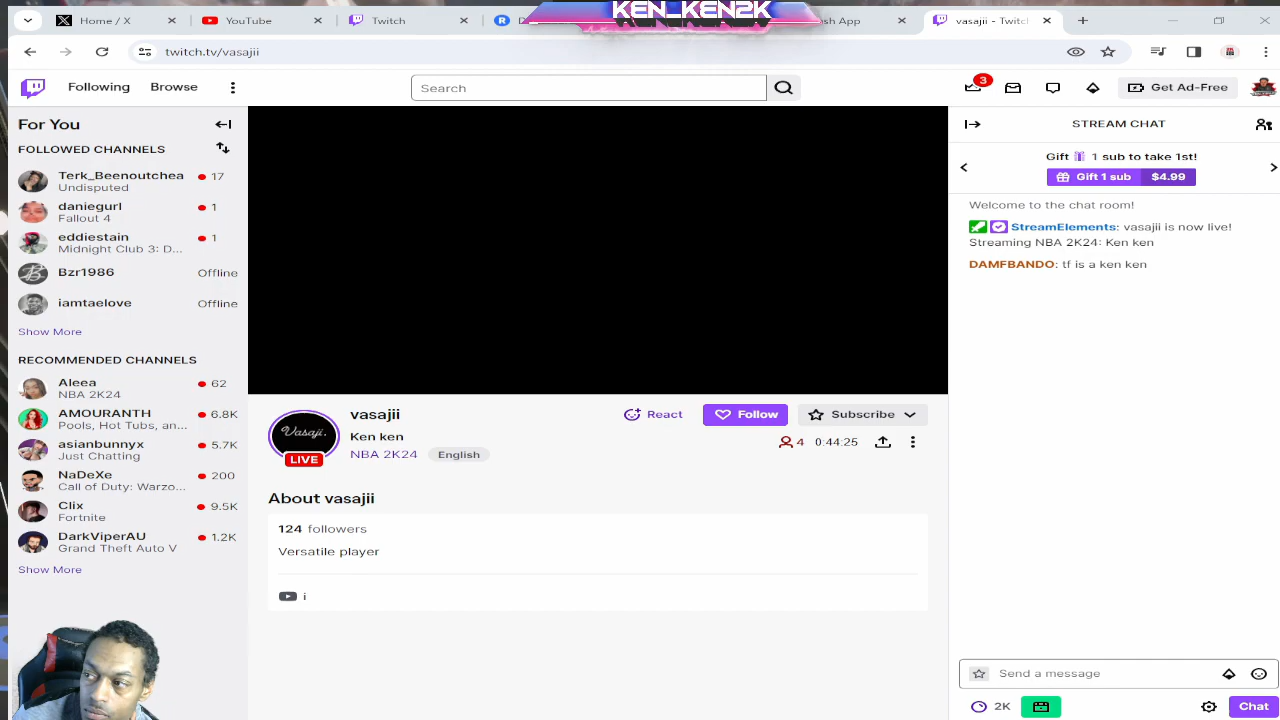 KEN_KEN2K
Home / X
YouTube
Twitch
D
sh App
vasajii - Twitch
twitch.tv/vasajii
Following
Browse
Search
3
Get Ad-Free
For You
FOLLOWED CHANNELS
Terk_Beenoutchea
17
Undisputed
daniegurl
1
Fallout 4
eddiestain
1
Midnight Club 3: D...
Bzr1986
Offline
iamtaelove
Offline
Show More
RECOMMENDED CHANNELS
Aleea
62
NBA 2K24
AMOURANTH
6.8K
Pools, Hot Tubs, an...
asianbunnyx
5.7K
Just Chatting
NaDeXe
200
Call of Duty: Warzo...
Clix
9.5K
Fortnite
DarkViperAU
1.2K
Grand Theft Auto V
Show More
Vasaji.
LIVE
vasajii
Ken ken
NBA 2K24
English
React
Follow
Subscribe
4
0:44:25
About vasajii
124 followers
Versatile player
i
STREAM CHAT
Gift 1 sub to take 1st!
Gift 1 sub
$4.99
Welcome to the chat room!
StreamElements: vasajii is now live!
Streaming NBA 2K24: Ken ken
DAMFBANDO: tf is a ken ken
Send a message
2K
Chat